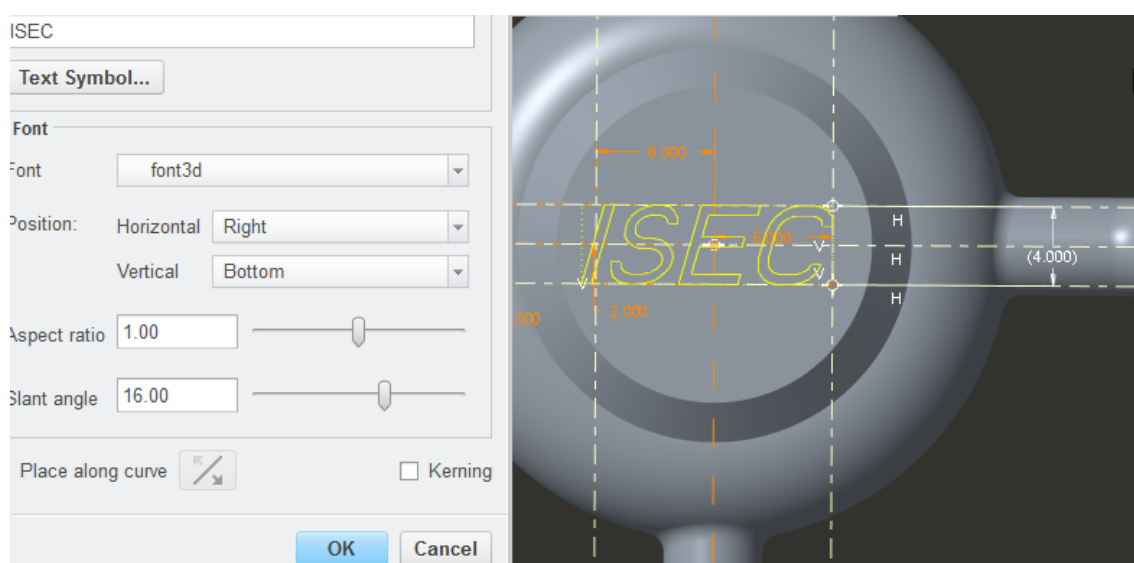 ISEC
Text Symbol...
Font
Font
font3d
Position:
Horizontal
Right
Vertical
Bottom
Aspect ratio
1.00
Slant angle
16.00
Place along curve
Kerning
OK
Cancel
6.000
ISEC
6.000
V
V
V
H
H
H
(4.000)
2.000
.000